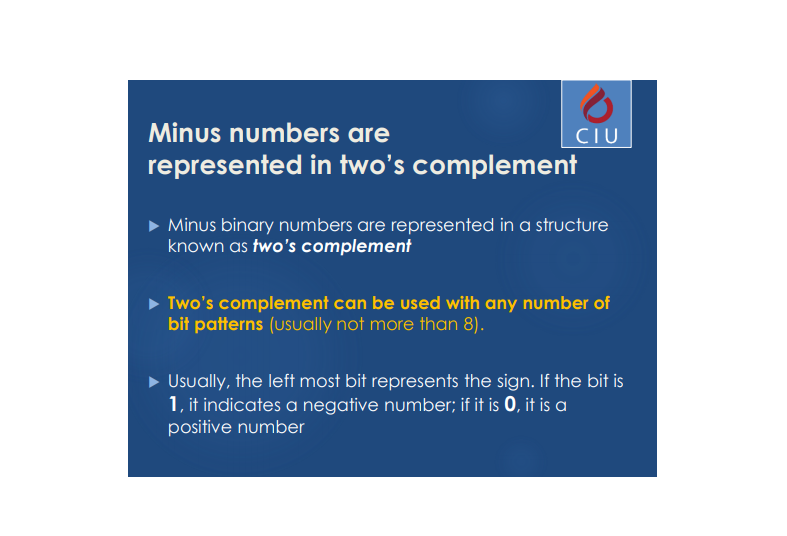 CIU
Minus numbers are
represented in two's complement
Minus binary numbers are represented in a structure
known as two's complement
Two's complement can be used with any number of
bit patterns (usually not more than 8).
Usually, the left most bit represents the sign. If the bit is
1, it indicates a negative number; if it is 0, it is a
positive number